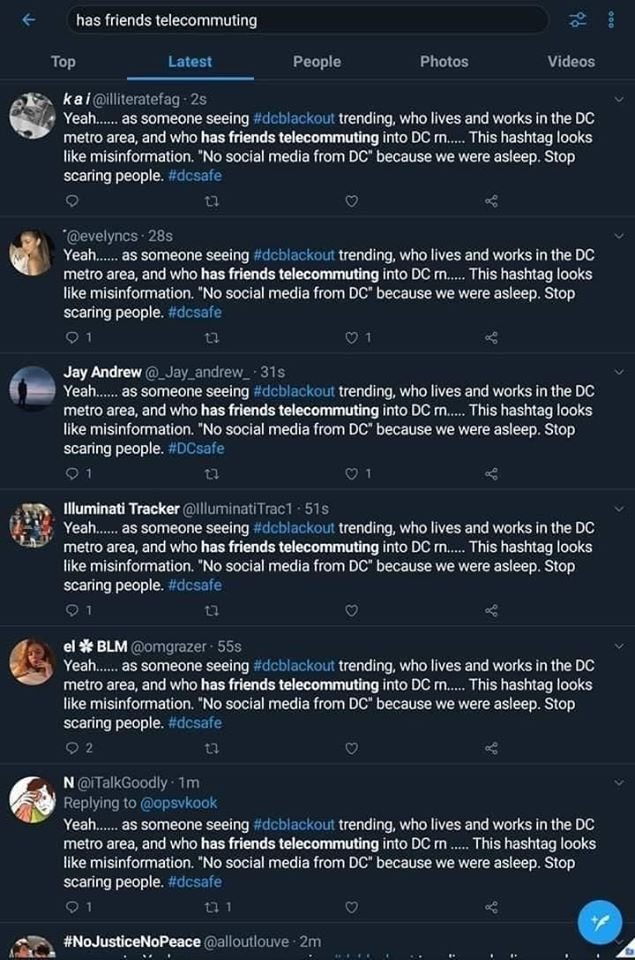 has friends telecommuting
Top Latest People Photos Videos
k a i @illiteratefag · 2s
Yeah...... as someone seeing #dcblackout trending, who lives and works in the DC
metro area, and who has friends telecommuting into DC rn..... This hashtag looks
like misinformation. "No social media from DC" because we were asleep. Stop
scaring people. #dcsafe
@evelyncs · 28s
Yeah...... as someone seeing #dcblackout trending, who lives and works in the DC
metro area, and who has friends telecommuting into DC rn..... This hashtag looks
like misinformation. "No social media from DC" because we were asleep. Stop
scaring people. #dcsafe
1 1
Jay Andrew @_Jay_andrew_ · 31s
Yeah...... as someone seeing #dcblackout trending, who lives and works in the DC
metro area, and who has friends telecommuting into DC rn..... This hashtag looks
like misinformation. "No social media from DC" because we were asleep. Stop
scaring people. #DCsafe
1 1
Illuminati Tracker @IlluminatiTrac1 · 51s
Yeah...... as someone seeing #dcblackout trending, who lives and works in the DC
metro area, and who has friends telecommuting into DC rn..... This hashtag looks
like misinformation. "No social media from DC" because we were asleep. Stop
scaring people. #dcsafe
1
el ✽ BLM @omgrazer · 55s
Yeah...... as someone seeing #dcblackout trending, who lives and works in the DC
metro area, and who has friends telecommuting into DC rn..... This hashtag looks
like misinformation. "No social media from DC" because we were asleep. Stop
scaring people. #dcsafe
2
N @iTalkGoodly · 1m
Replying to @opsvkook
Yeah...... as someone seeing #dcblackout trending, who lives and works in the DC
metro area, and who has friends telecommuting into DC rn ..... This hashtag looks
like misinformation. "No social media from DC" because we were asleep. Stop
scaring people. #dcsafe
1 1
#NoJusticeNoPeace @alloutlouve · 2m